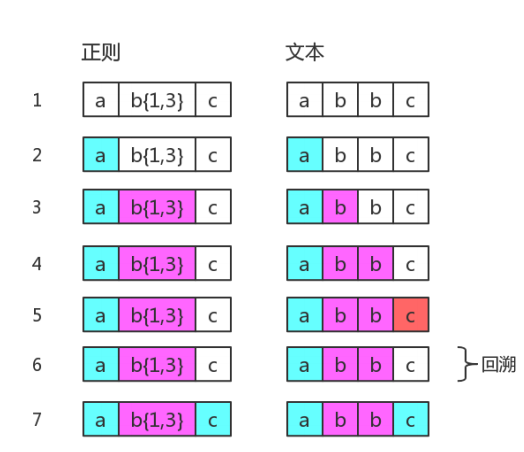 正则 文本
1 a b{1,3} c a b b c
2 a b{1,3} c a b b c
3 a b{1,3} c a b b c
4 a b{1,3} c a b b c
5 a b{1,3} c a b b c
6 a b{1,3} c a b b c 回溯
7 a b{1,3} c a b b c